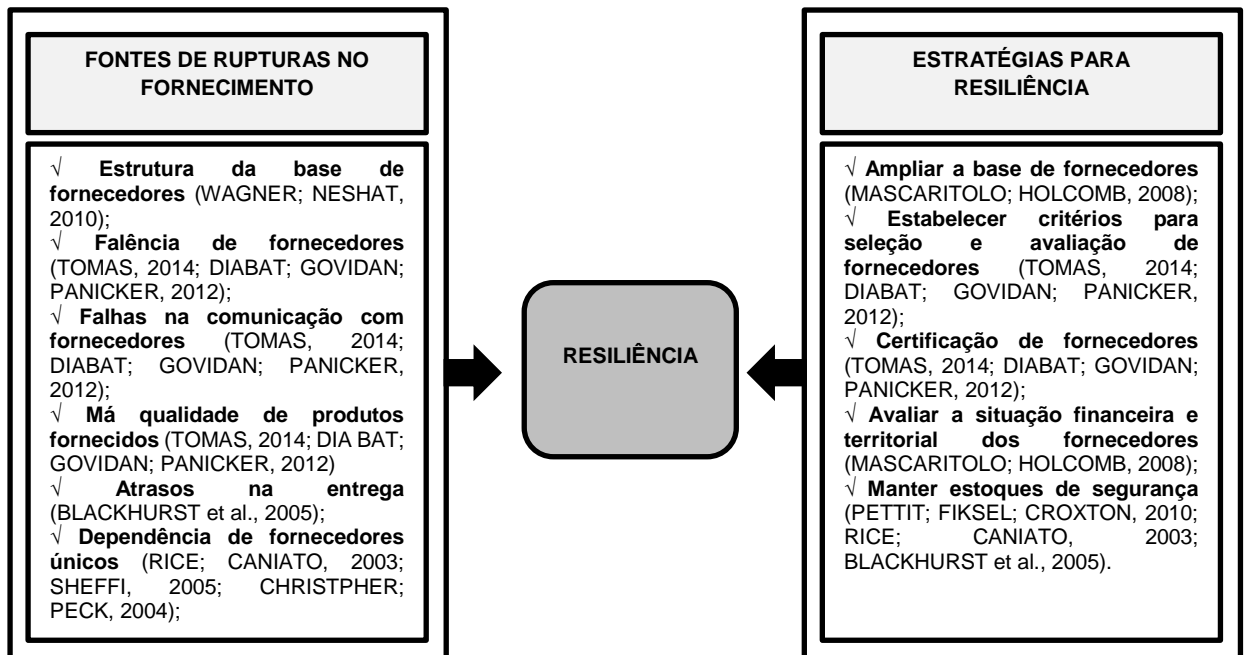 FONTES DE RUPTURAS NO
FORNECIMENTO
√ Estrutura da base de
fornecedores (WAGNER; NESHAT,
2010);
√ Falência de fornecedores
(TOMAS, 2014; DIABAT; GOVIDAN;
PANICKER, 2012);
√ Falhas na comunicação com
fornecedores (TOMAS, 2014;
DIABAT; GOVIDAN; PANICKER,
2012);
√ Má qualidade de produtos
fornecidos (TOMAS, 2014; DIA BAT;
GOVIDAN; PANICKER, 2012)
√ Atrasos na entrega
(BLACKHURST et al., 2005);
√ Dependência de fornecedores
únicos (RICE; CANIATO, 2003;
SHEFFI, 2005; CHRISTPHER;
PECK, 2004);
RESILIÊNCIA
ESTRATÉGIAS PARA
RESILIÊNCIA
√ Ampliar a base de fornecedores
(MASCARITOLO; HOLCOMB, 2008);
√ Estabelecer critérios para
seleção e avaliação de
fornecedores (TOMAS, 2014;
DIABAT; GOVIDAN; PANICKER,
2012);
√ Certificação de fornecedores
(TOMAS, 2014; DIABAT; GOVIDAN;
PANICKER, 2012);
√ Avaliar a situação financeira e
territorial dos fornecedores
(MASCARITOLO; HOLCOMB, 2008);
√ Manter estoques de segurança
(PETTIT; FIKSEL; CROXTON, 2010;
RICE; CANIATO, 2003;
BLACKHURST et al., 2005).